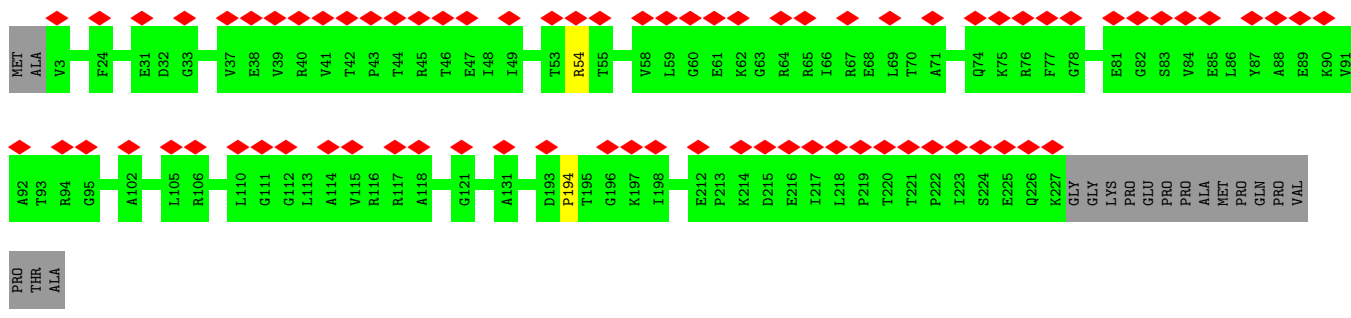 MET ALA V3 F24 E31 D32 G33 V37 E38 V39 R40 V41 T42 P43 T44 R45 T46 E47 I48 I49 T53 R54 T55 V58 L59 G60 E61 K62 G63 R64 R65 I66 R67 E68 L69 T70 A71 Q74 K75 R76 F77 G78 E81 G82 S83 V84 E85 L86 Y87 A88 E89 K90 V91
A92 T93 R94 G95 A102 L105 R106 L110 G111 G112 L113 A114 V115 R116 R117 A118 G121 A131 D193 P194 T195 G196 K197 I198 E212 P213 K214 D215 E216 I217 L218 P219 T220 T221 P222 I223 S224 E225 Q226 K227 GLY GLY LYS PRO GLU PRO PRO ALA MET PRO GLN PRO VAL
PRO THR ALA